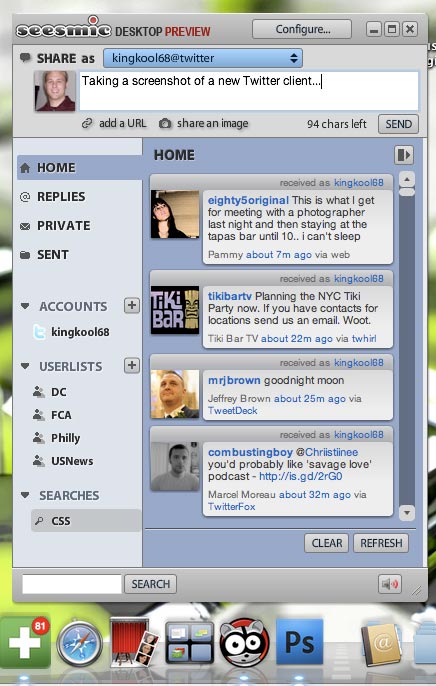 seesmic DESKTOP PREVIEW Configure...
SHARE as kingkool68@twitter
Taking a screenshot of a new Twitter client...
add a URL share an image 94 chars left SEND
HOME
REPLIES
PRIVATE
SENT
ACCOUNTS +
kingkool68
USERLISTS +
DC
FCA
Philly
USNews
SEARCHES
CSS
HOME
received as kingkool68
eighty5original This is what I get
for meeting with a photographer
last night and then staying at the
tapas bar until 10.. i can't sleep
Pammy about 7m ago via web
received as kingkool68
TIKI
BAR
tikibartv Planning the NYC Tiki
Party now. If you have contacts for
locations send us an email. Woot.
Tiki Bar TV about 22m ago via twhirl
received as kingkool68
mrjbrown goodnight moon
Jeffrey Brown about 25m ago via
TweetDeck
received as kingkool68
combustingboy @Chriistiinee
you'd probably like 'savage love'
podcast - http://is.gd/2rG0
Marcel Moreau about 32m ago via
TwitterFox
CLEAR REFRESH
SEARCH
81
Ps
@